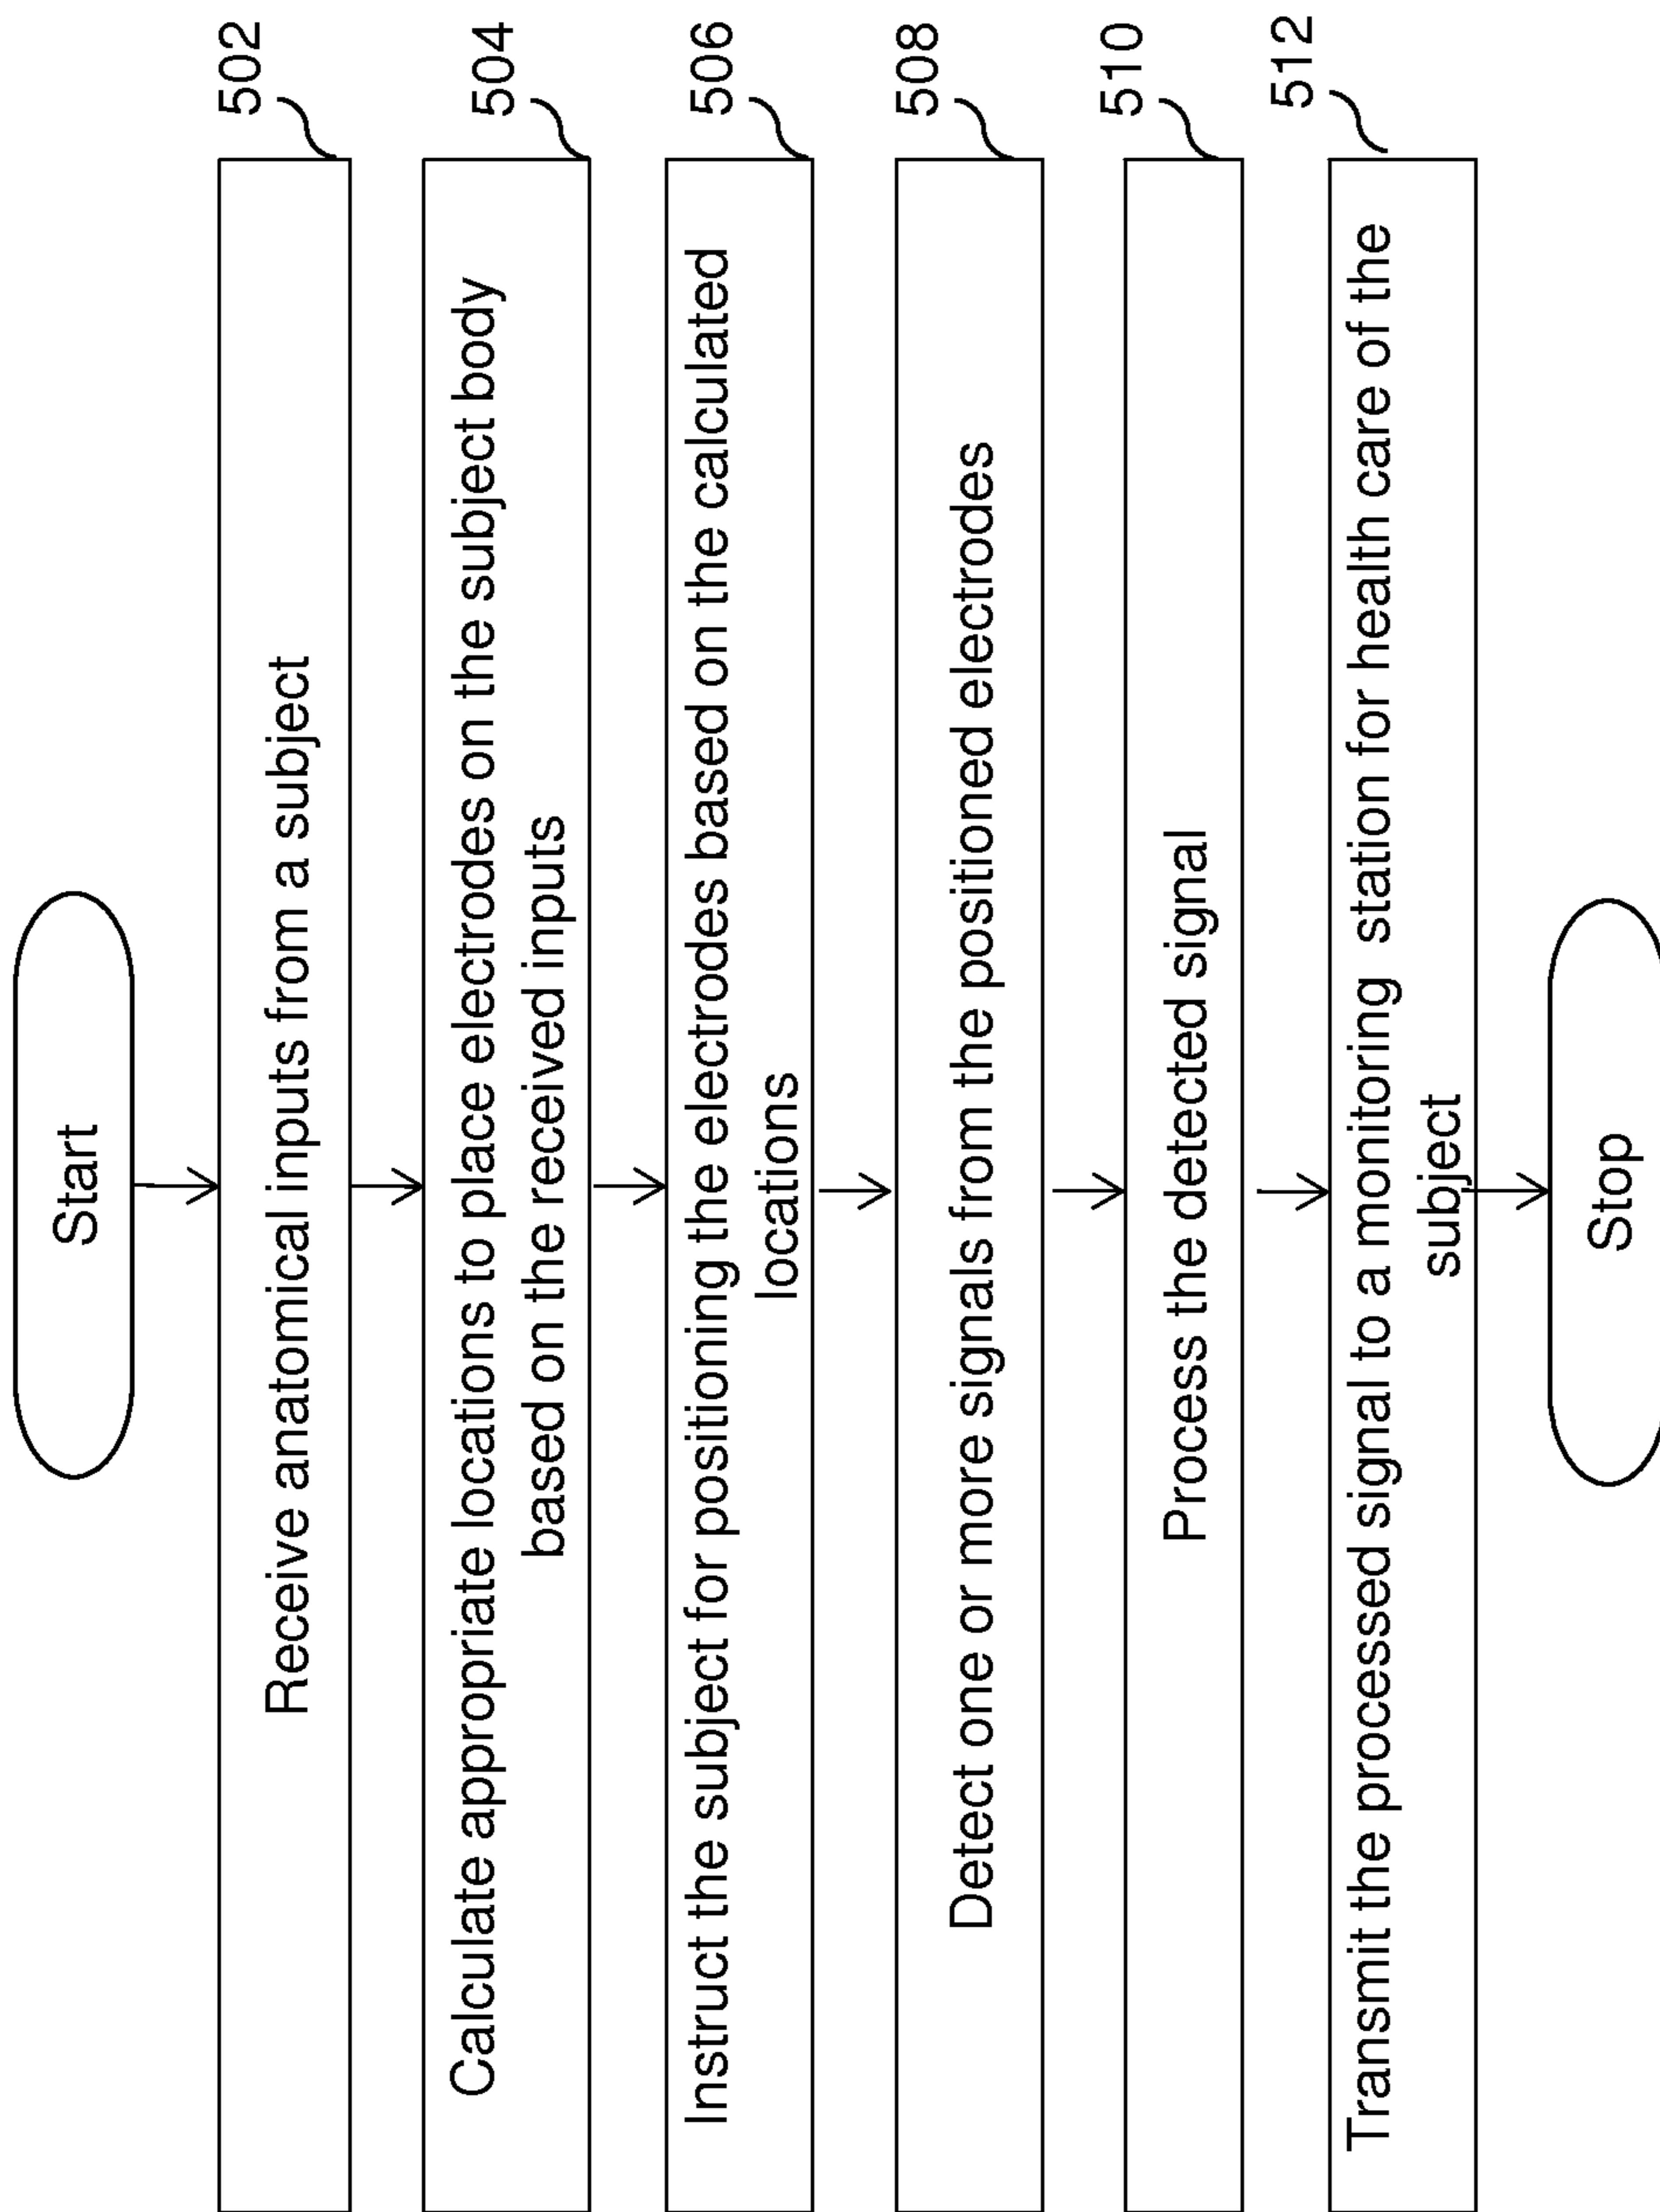 Start
Receive anatomical inputs from a subject
502
Calculate appropriate locations to place electrodes on the subject body
based on the received inputs
504
Instruct the subject for positioning the electrodes based on the calculated
locations
506
Detect one or more signals from the positioned electrodes
508
Process the detected signal
510
Transmit the processed signal to a monitoring station for health care of the
subject
512
Stop